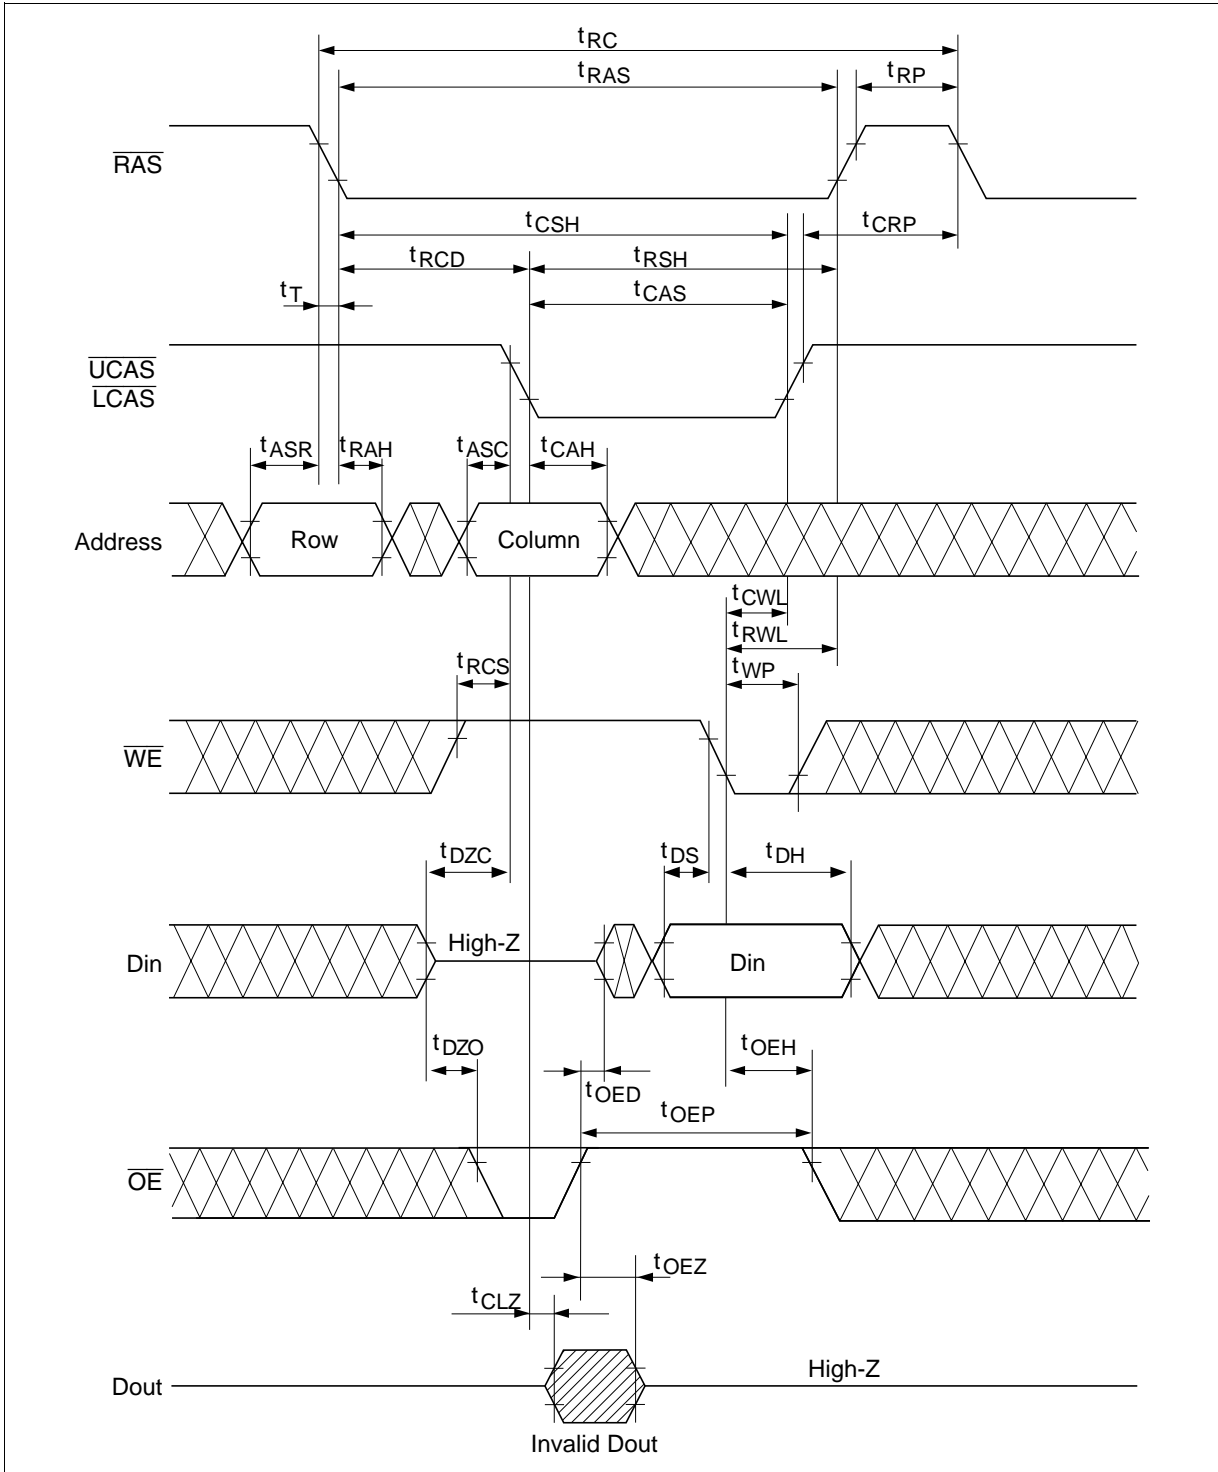 tRC
tRAS
tRP
RAS
tCSH
tCRP
tRCD
tRSH
tT
tCAS
UCAS
LCAS
tASR
tRAH
tASC
tCAH
Address
Row
Column
tCWL
tRWL
tRCS
tWP
WE
tDZC
tDS
tDH
High-Z
Din
Din
tDZO
tOED
tOEH
tOEP
OE
tOEZ
tCLZ
High-Z
Dout
Invalid Dout